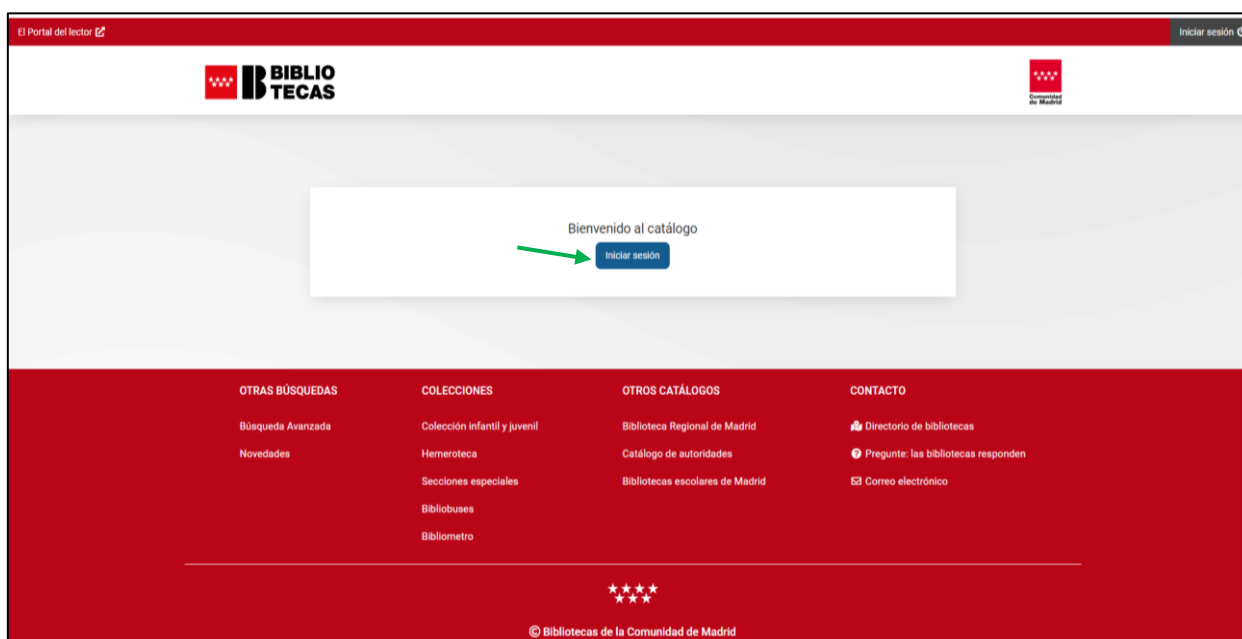 El Portal del lector
Iniciar sesión
BIBLIO
TECAS
Comunidad
de Madrid
Bienvenido al catálogo
Iniciar sesión
OTRAS BÚSQUEDAS
Búsqueda Avanzada
Novedades
COLECCIONES
Colección infantil y juvenil
Hemeroteca
Secciones especiales
Bibliobuses
Bibliometro
OTROS CATÁLOGOS
Biblioteca Regional de Madrid
Catálogo de autoridades
Bibliotecas escolares de Madrid
CONTACTO
Directorio de bibliotecas
Pregunte: las bibliotecas responden
Correo electrónico
© Bibliotecas de la Comunidad de Madrid